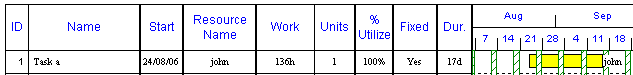 ID Name Start Resource Name Work Units % Utilize Fixed Dur. Aug Sep
7 14 21 28 4 11 18
1 Task a 24/08/06 john 136h 1 100% Yes 17d john